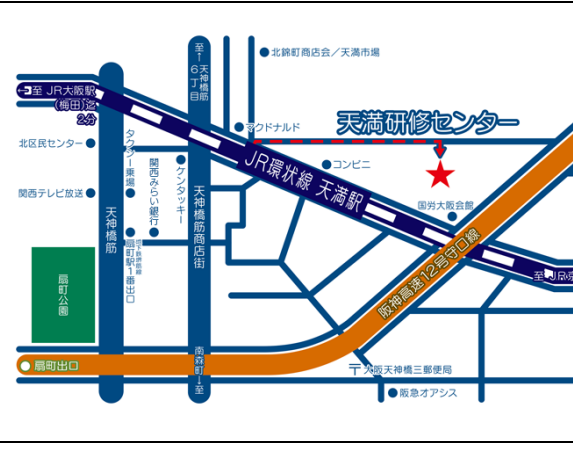 至↑天神橋筋6丁目
北錦町商店会／天満市場
至 JR大阪駅
(梅田)迄
2分
マクドナルド
天満研修センター
北区民センター
タクシー乗場
関西みらい銀行
ケンタッキー
JR環状線 天満駅
コンビニ
関西テレビ放送
天神橋筋
天神橋筋商店街
国労大阪会館
扇町駅1番出口
阪神高速12号守口線
扇町公園
至 JR京
扇町出口
南森町↓至
〒大阪天神橋三郵便局
阪急オアシス